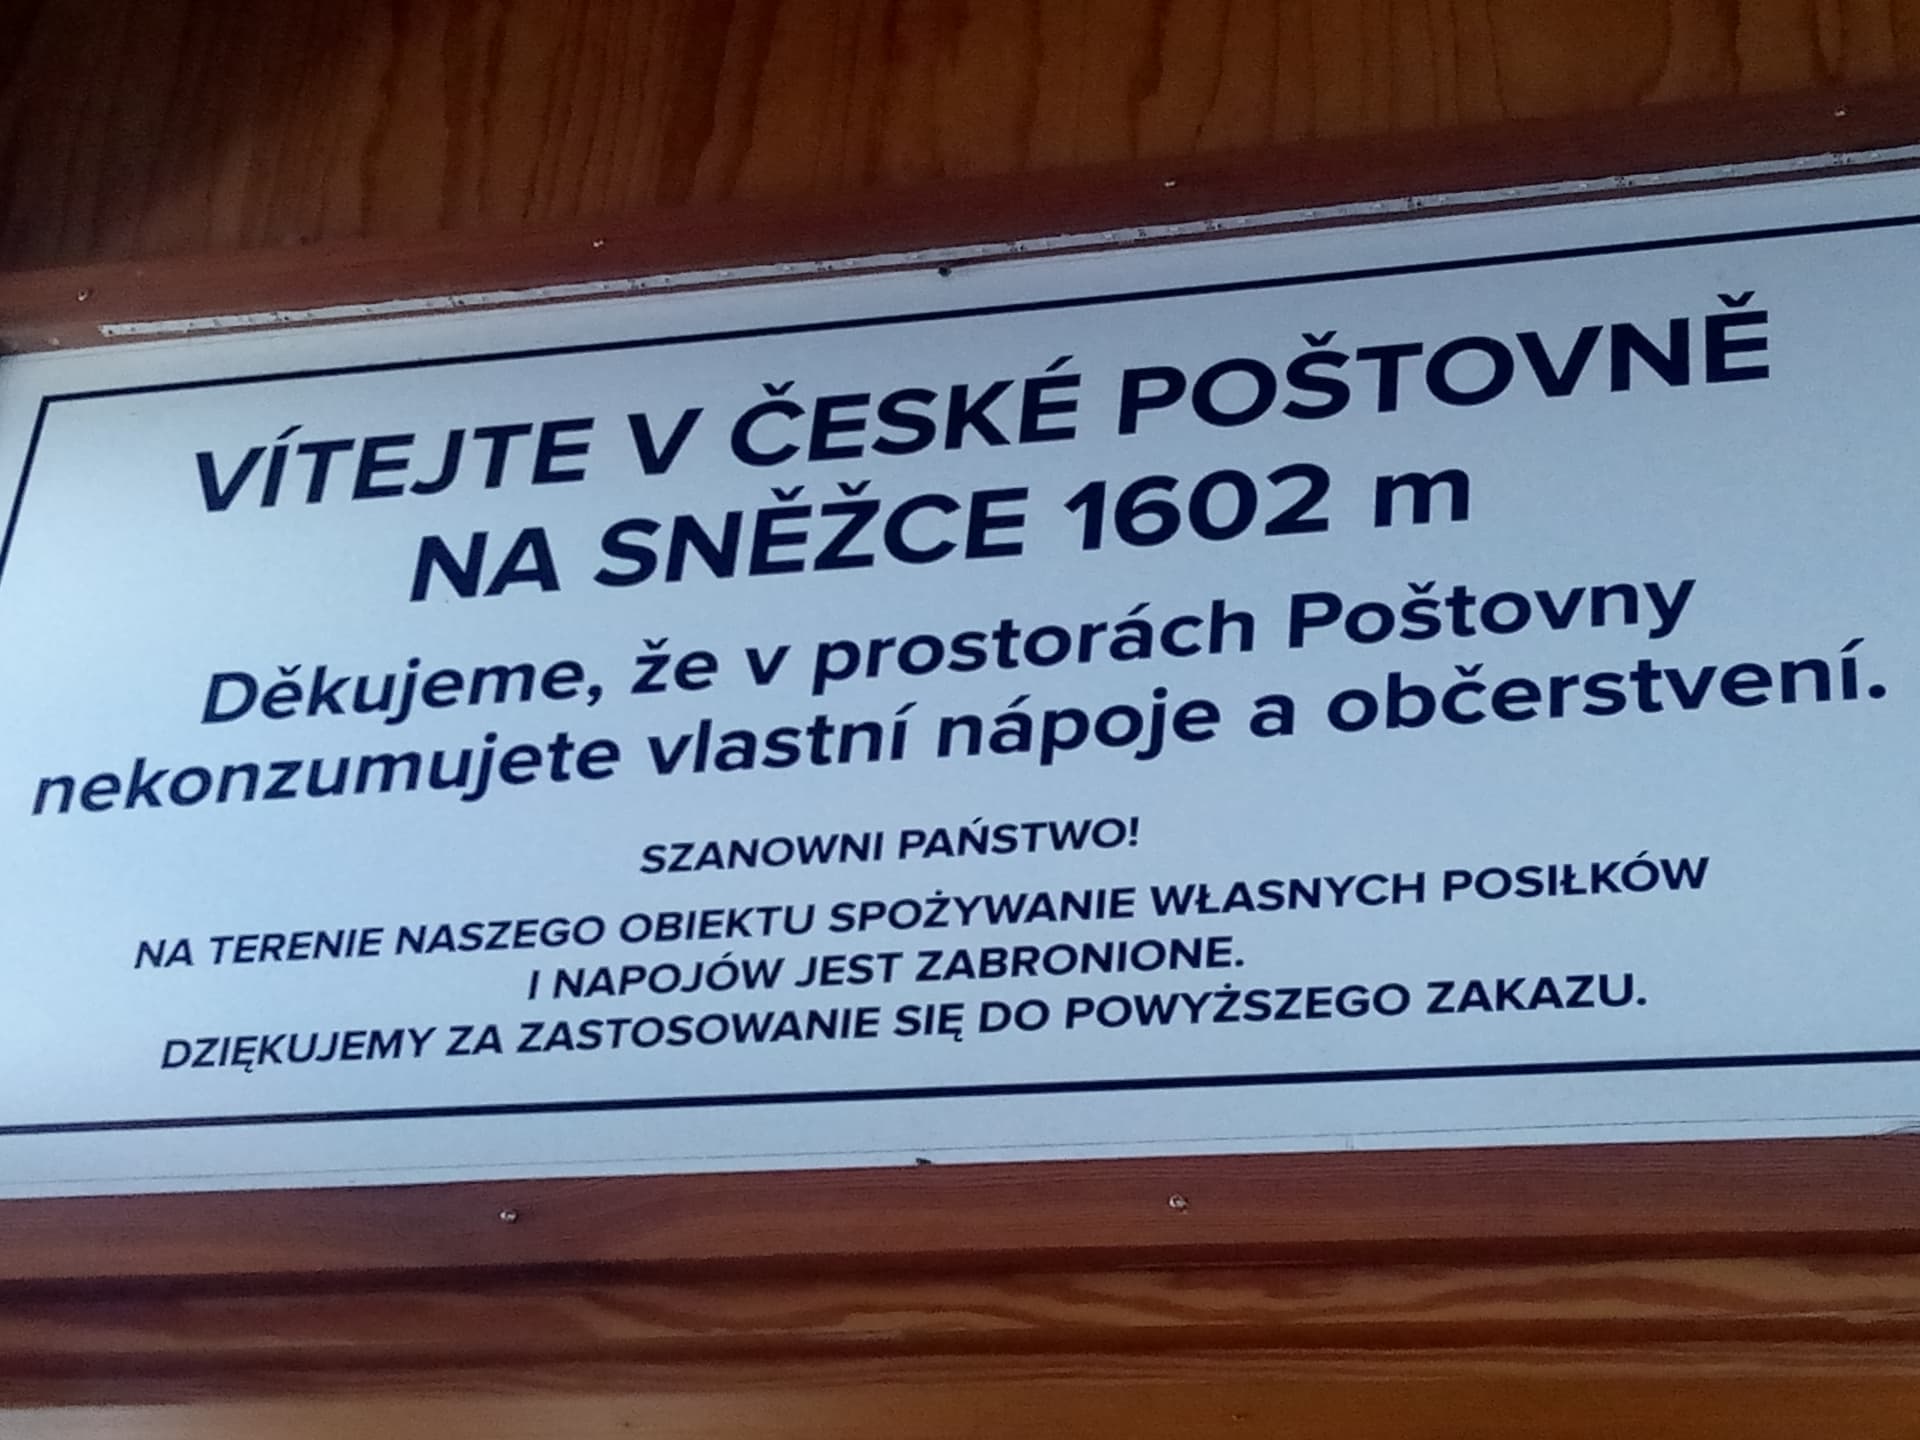 VÍTEJTE V ČESKÉ POŠTOVNĚ
NA SNĚŽCE 1602 m
Děkujeme, že v prostorách Poštovny
nekonzumujete vlastní nápoje a občerstvení.
SZANOWNI PAŃSTWO!
NA TERENIE NASZEGO OBIEKTU SPOŻYWANIE WŁASNYCH POSIŁKÓW
I NAPOJÓW JEST ZABRONIONE.
DZIĘKUJEMY ZA ZASTOSOWANIE SIĘ DO POWYŻSZEGO ZAKAZU.